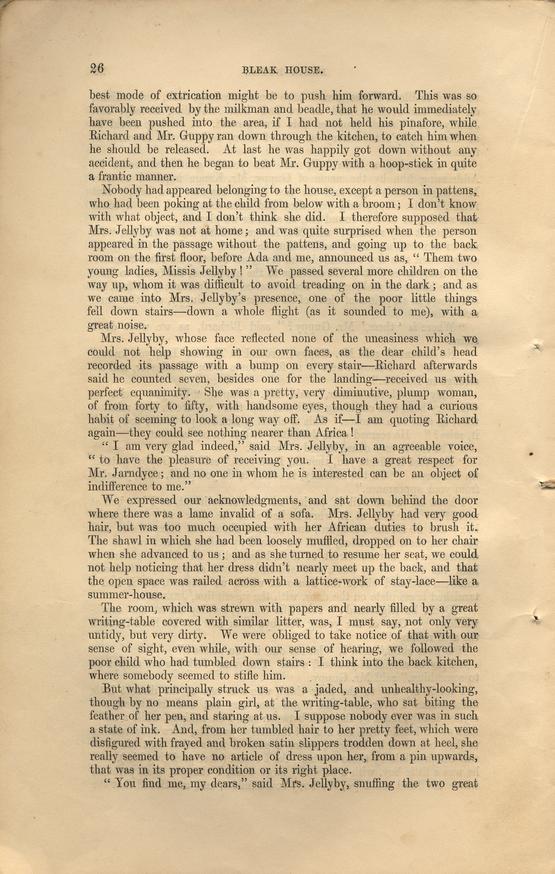 26
BLEAK HOUSE.
best mode of extrication might be to push him forward. This was so
favorably received by the milkman and beadle, that he would immediately
have been pushed into the area, if I had not held his pinafore, while
Richard and Mr. Guppy ran down through the kitchen, to catch him when
he should be released. At last he was happily got down without any
accident, and then he began to beat Mr. Guppy with a hoop-stick in quite
a frantic manner.
Nobody had appeared belonging to the house, except a person in pattens,
who had been poking at the child from below with a broom; I don't know
with what object, and I don't think she did. I therefore supposed that
Mrs. Jellyby was not at home; and was quite surprised when the person
appeared in the passage without the pattens, and going up to the back
room on the first floor, before Ada and me, announced us as, "Them two
young ladies, Missis Jellyby!" We passed several more children on the
way up, whom it was difficult to avoid treading on in the dark; and as
we came into Mrs. Jellyby's presence, one of the poor little things
fell down stairs—down a whole flight (as it sounded to me), with a
great noise.
Mrs. Jellyby, whose face reflected none of the uneasiness which we
could not help showing in our own faces, as the dear child's head
recorded its passage with a bump on every stair—Richard afterwards
said he counted seven, besides one for the landing—received us with
perfect equanimity. She was a pretty, very diminutive, plump woman,
of from forty to fifty, with handsome eyes, though they had a curious
habit of seeming to look a long way off. As if—I am quoting Richard
again—they could see nothing nearer than Africa!
"I am very glad indeed," said Mrs. Jellyby, in an agreeable voice,
"to have the pleasure of receiving you. I have a great respect for
Mr. Jarndyce; and no one in whom he is interested can be an object of
indifference to me."
We expressed our acknowledgments, and sat down behind the door
where there was a lame invalid of a sofa. Mrs. Jellyby had very good
hair, but was too much occupied with her African duties to brush it.
The shawl in which she had been loosely muffled, dropped on to her chair
when she advanced to us; and as she turned to resume her seat, we could
not help noticing that her dress didn't nearly meet up the back, and that
the open space was railed across with a lattice-work of stay-lace—like a
summer-house.
The room, which was strewn with papers and nearly filled by a great
writing-table covered with similar litter, was, I must say, not only very
untidy, but very dirty. We were obliged to take notice of that with our
sense of sight, even while, with our sense of hearing, we followed the
poor child who had tumbled down stairs: I think into the back kitchen,
where somebody seemed to stifle him.
But what principally struck us was a jaded, and unhealthy-looking,
though by no means plain girl, at the writing-table, who sat biting the
feather of her pen, and staring at us. I suppose nobody ever was in such
a state of ink. And, from her tumbled hair to her pretty feet, which were
disfigured with frayed and broken satin slippers trodden down at heel, she
really seemed to have no article of dress upon her, from a pin upwards,
that was in its proper condition or its right place.
"You find me, my dears," said Mrs. Jellyby, snuffing the two great